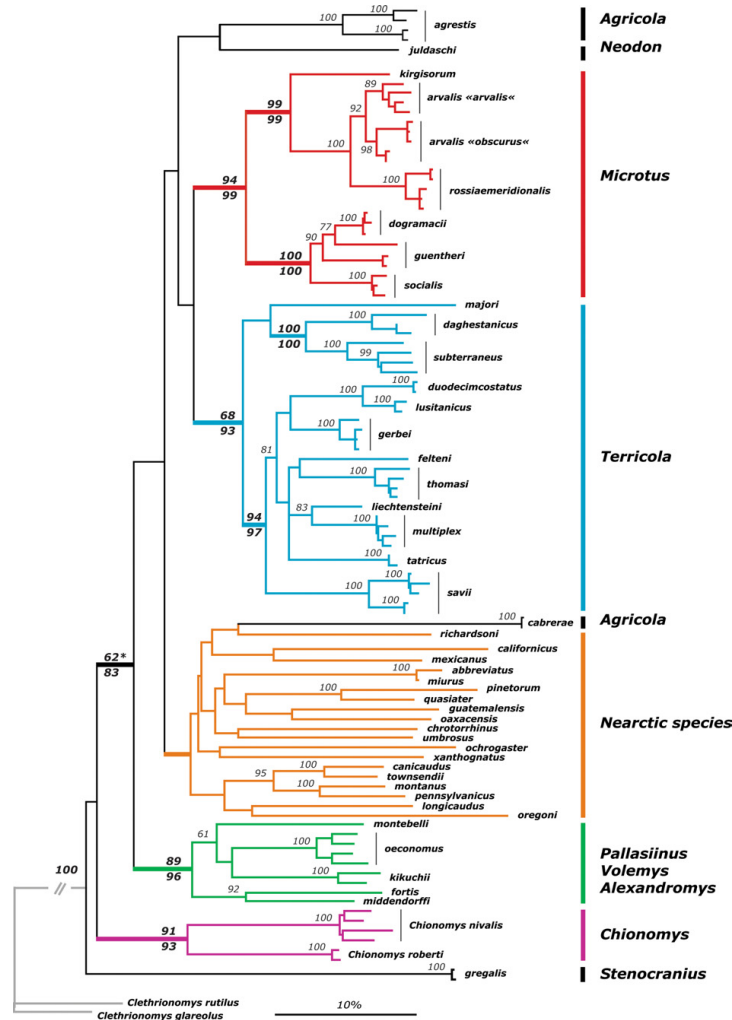 100
100
agrestis
Agricola
juldaschi
Neodon
kirgisorum
99
99
89
arvalis «arvalis«
92
arvalis «obscurus«
98
100
100
rossiaemeridionalis
Microtus
94
99
100
dogramacii
77
90
guentheri
100
100
100
socialis
majori
100
daghestanicus
100
100
100
99
subterraneus
100
duodecimcostatus
100
100
lusitanicus
68
93
100
gerbei
81
felteni
100
thomasi
Terricola
83
liechtensteini
100
multiplex
94
97
100
tatricus
100
100
savii
100
100
cabrerae
Agricola
richardsoni
californicus
mexicanus
62*
83
100
abbreviatus
miurus
100
pinetorum
quasiater
guatemalensis
oaxacensis
Nearctic species
chrotorrhinus
umbrosus
ochrogaster
xanthognatus
100
canicaudus
95
townsendii
100
montanus
pennsylvanicus
longicaudus
oregoni
61
montebelli
100
oeconomus
Pallasiinus
Volemys
Alexandromys
89
96
100
kikuchii
100
92
fortis
middendorffi
100
Chionomys nivalis
91
93
Chionomys
100
Chionomys roberti
100
gregalis
Stenocranius
Clethrionomys rutilus
10%
Clethrionomys glareolus